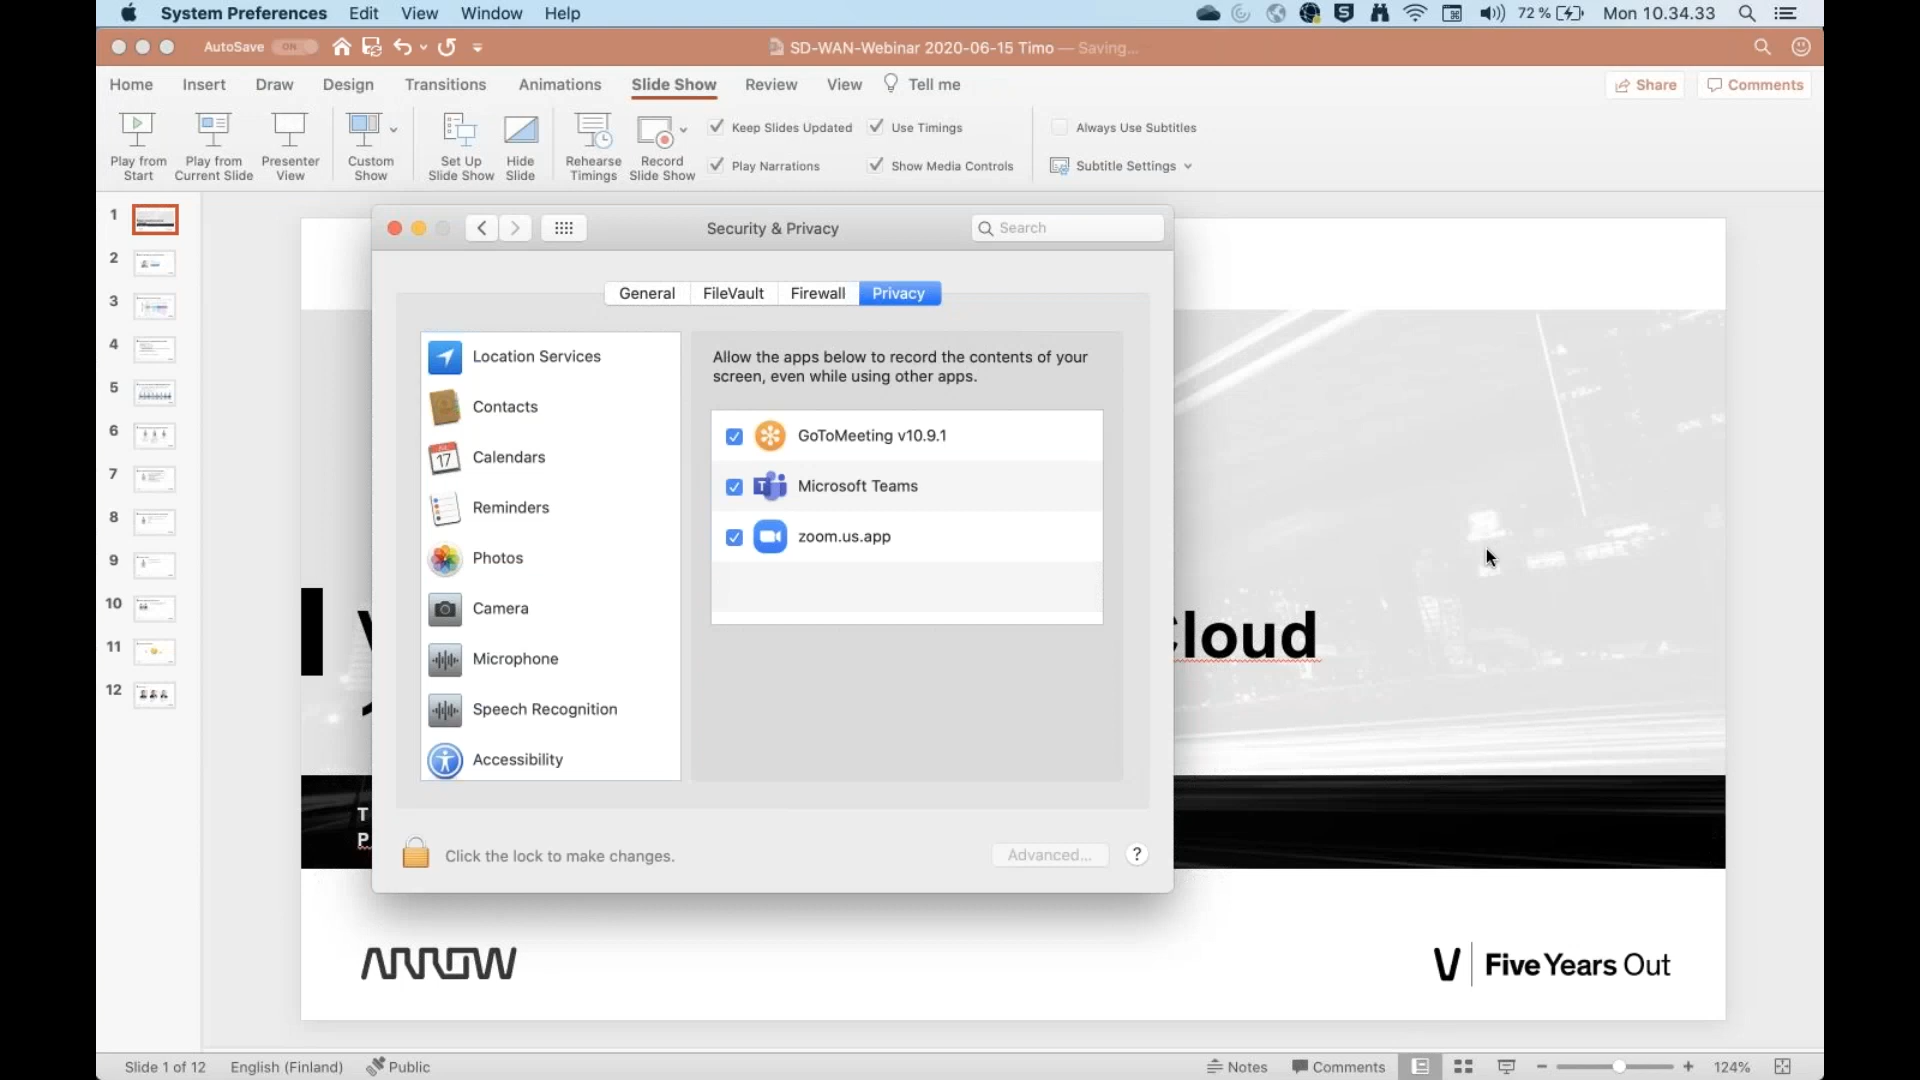 System Preferences Edit View Window Help 72 % Mon 10.34.33
AutoSave ON SD-WAN-Webinar 2020-06-15 Timo — Saving...
Home Insert Draw Design Transitions Animations Slide Show Review View Tell me Share Comments
Play from Start
Play from Current Slide
Presenter View
Custom Show
Set Up Slide Show
Hide Slide
Rehearse Timings
Record Slide Show
Keep Slides Updated Use Timings Always Use Subtitles
Play Narrations Show Media Controls Subtitle Settings
1
2
3
4
5
6
7
8
9
10
11
12
Security & Privacy Search
General FileVault Firewall Privacy
Location Services
Contacts
Calendars
17
Reminders
Photos
Camera
Microphone
Speech Recognition
Accessibility
Allow the apps below to record the contents of your
screen, even while using other apps.
GoToMeeting v10.9.1
Microsoft Teams
zoom.us.app
Click the lock to make changes. Advanced... ?
Cloud
T
P
ARROW
Five Years Out
Slide 1 of 12 English (Finland) Public Notes Comments 124%